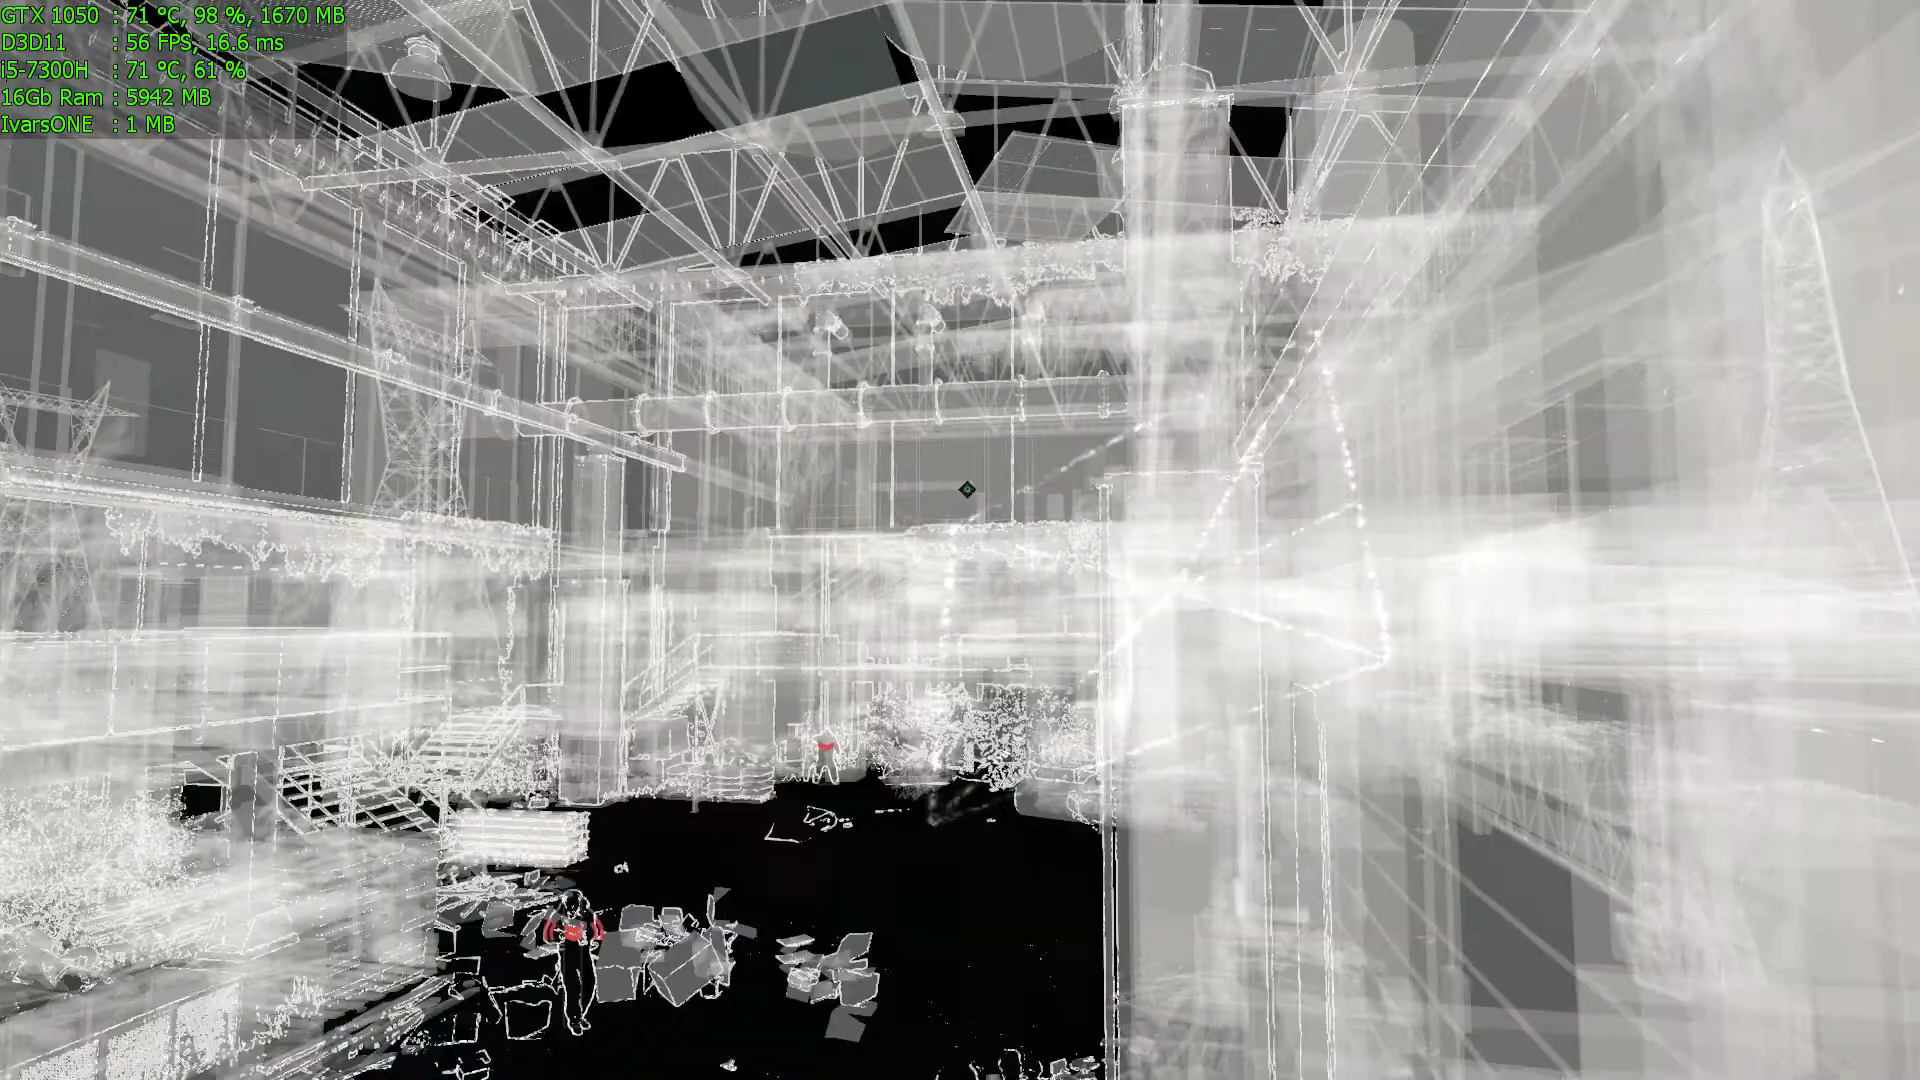 GTX 1050 : 71 °C, 98 %, 1670 MB
D3D11 : 56 FPS, 16.6 ms
i5-7300H : 71 °C, 61 %
16Gb Ram : 5942 MB
IvarsONE : 1 MB